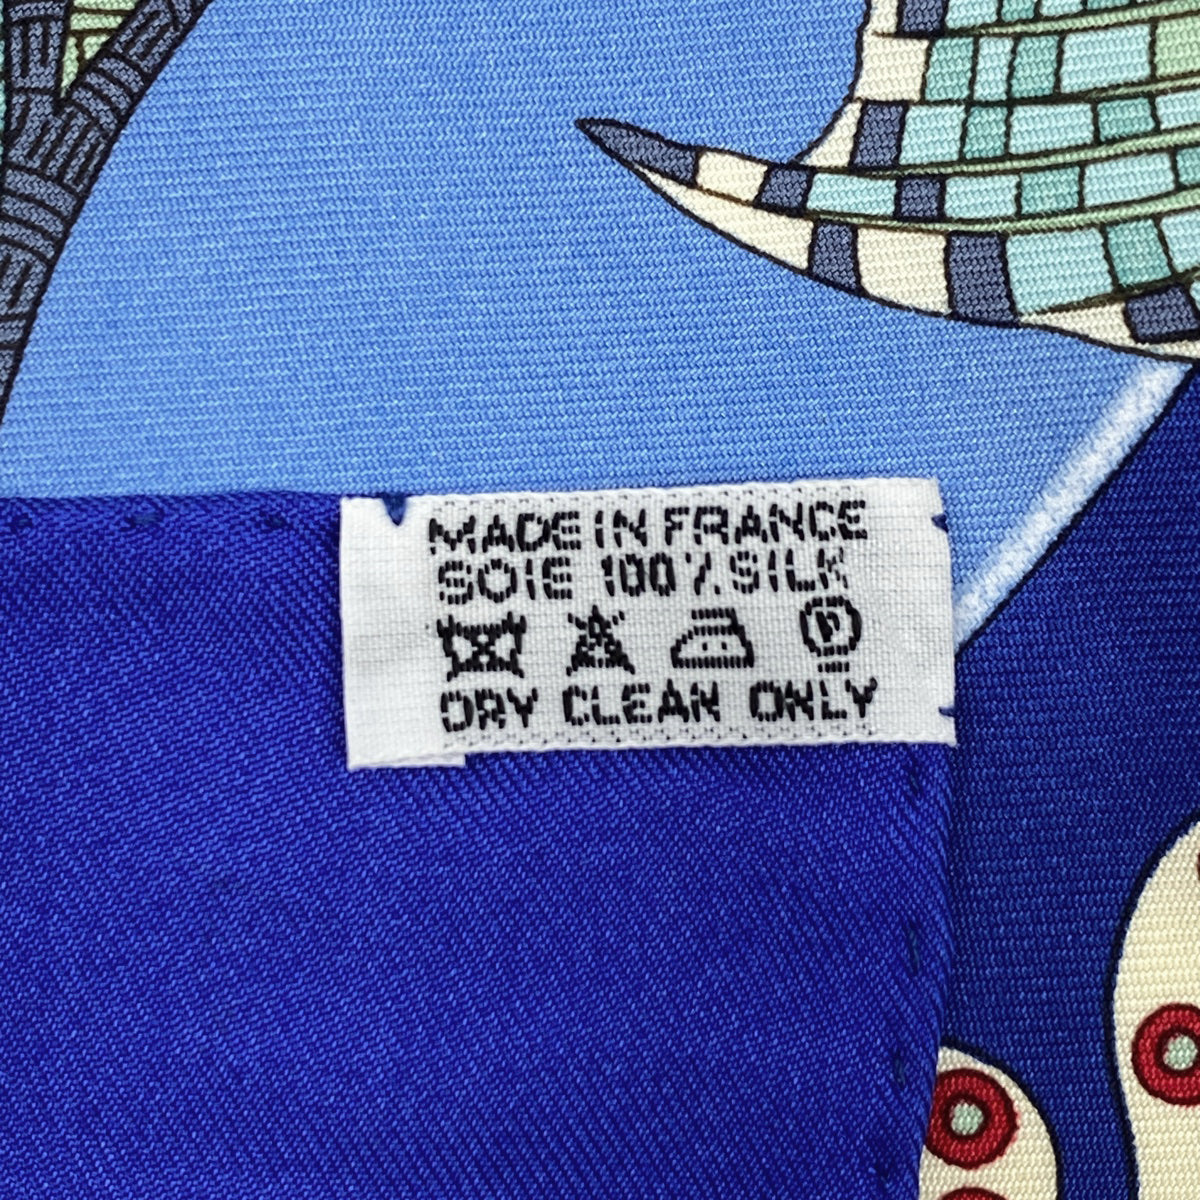 MADE IN FRANCE
SOIE 100% SILK
P
DRY CLEAN ONLY